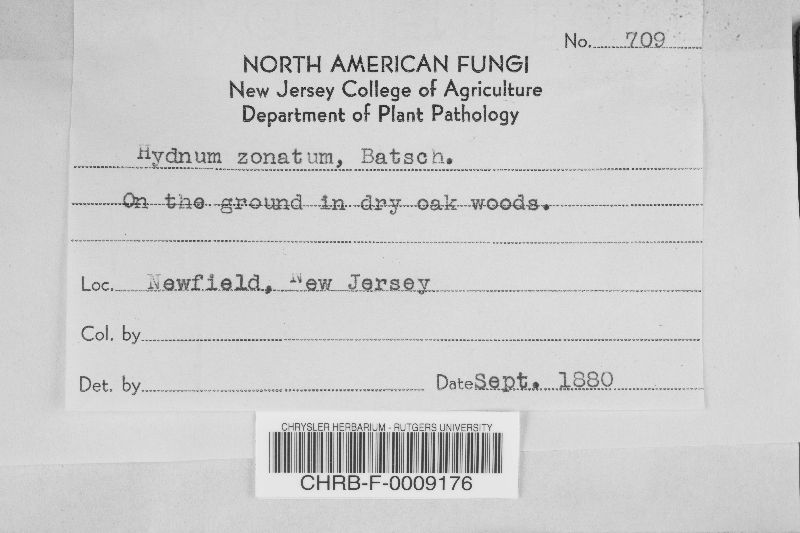 No. 709
NORTH AMERICAN FUNGI
New Jersey College of Agriculture
Department of Plant Pathology
Hydnum zonatum, Batsch.
On the ground in dry oak woods.
Loc. Newfield, New Jersey
Col. by
Det. by Date Sept. 1880
CHRYSLER HERBARIUM - RUTGERS UNIVERSITY
CHRB-F-0009176